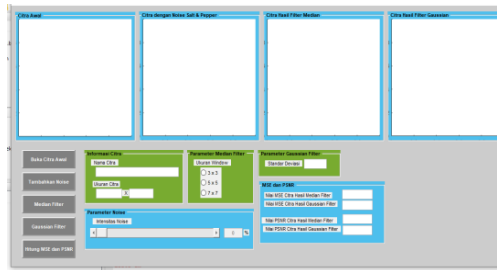 Citra Awal
Citra dengan Noise Salt & Pepper
Citra Hasil Filter Median
Citra Hasil Filter Gaussian
Buka Citra Awal
Tambahkan Noise
Median Filter
Gaussian Filter
Hitung MSE dan PSNR
Informasi Citra
Nama Citra
Ukuran Citra
X
Parameter Median Filter
Ukuran Window
3 x 3
5 x 5
7 x 7
Parameter Gaussian Filter
Standar Deviasi
Parameter Noise
Intensitas Noise
0
%
MSE dan PSNR
Nilai MSE Citra Hasil Median Filter
Nilai MSE Citra Hasil Gaussian Filter
Nilai PSNR Citra Hasil Median Filter
Nilai PSNR Citra Hasil Gaussian Filter